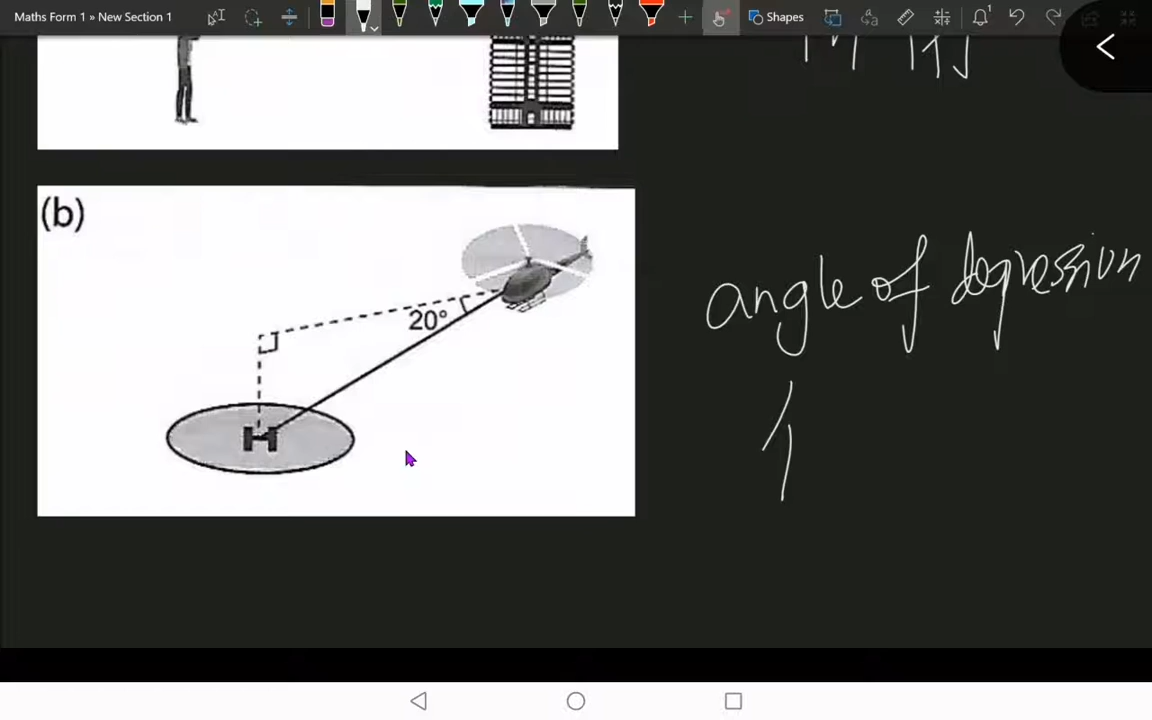 Maths Form 1 » New Section 1
Shapes
(b)
20°
H
angle of depression